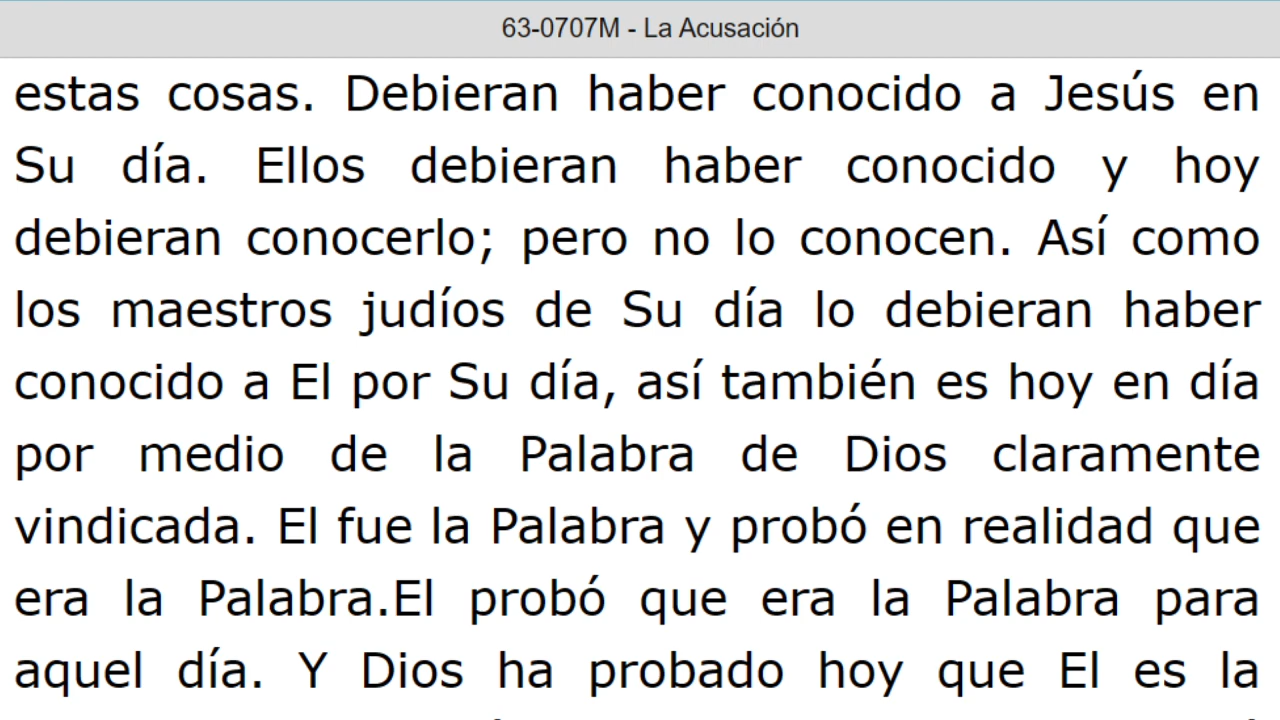 63-0707M - La Acusación
estas cosas. Debieran haber conocido a Jesús en
Su día. Ellos debieran haber conocido y hoy
debieran conocerlo; pero no lo conocen. Así como
los maestros judíos de Su día lo debieran haber
conocido a El por Su día, así también es hoy en día
por medio de la Palabra de Dios claramente
vindicada. El fue la Palabra y probó en realidad que
era la Palabra.El probó que era la Palabra para
aquel día. Y Dios ha probado hoy que El es la